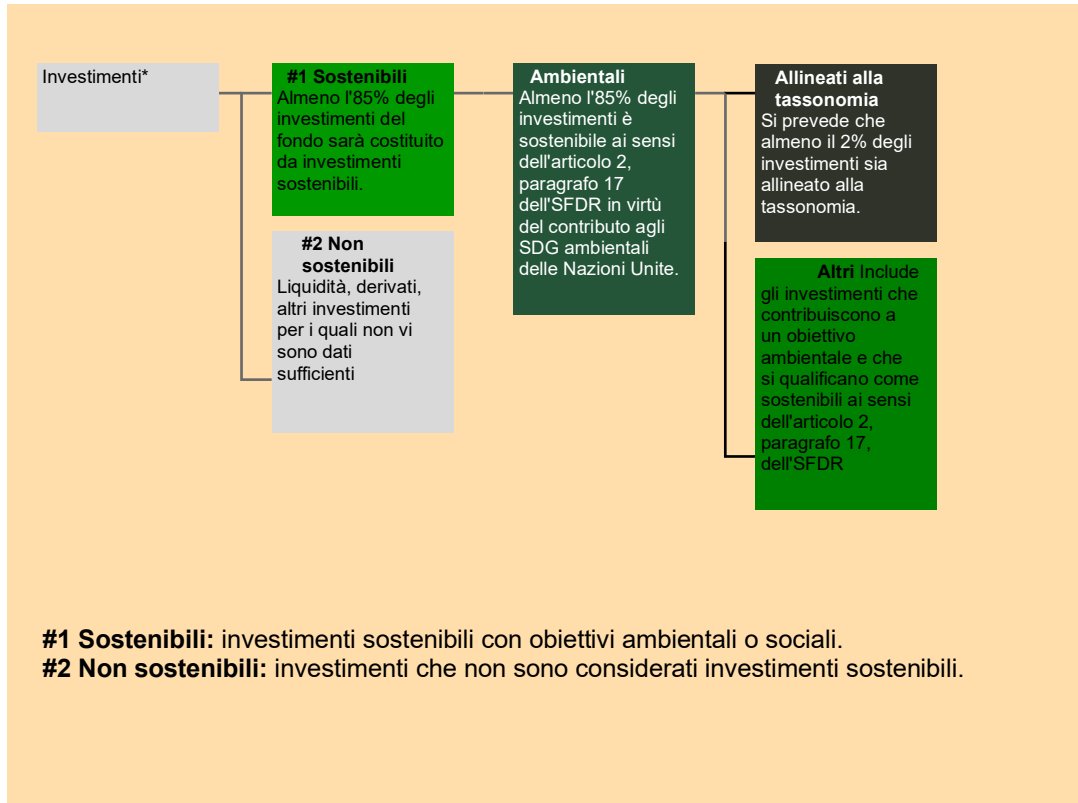 Investimenti*
#1 Sostenibili
Almeno l'85% degli
investimenti del
fondo sarà costituito
da investimenti
sostenibili.
#2 Non
sostenibili
Liquidità, derivati,
altri investimenti
per i quali non vi
sono dati
sufficienti
Ambientali
Almeno l'85% degli
investimenti è
sostenibile ai sensi
dell'articolo 2,
paragrafo 17
dell'SFDR in virtù
del contributo agli
SDG ambientali
delle Nazioni Unite.
Allineati alla
tassonomia
Si prevede che
almeno il 2% degli
investimenti sia
allineato alla
tassonomia.
Altri Include
gli investimenti che
contribuiscono a
un obiettivo
ambientale e che
si qualificano come
sostenibili ai sensi
dell'articolo 2,
paragrafo 17,
dell'SFDR
#1 Sostenibili: investimenti sostenibili con obiettivi ambientali o sociali.
#2 Non sostenibili: investimenti che non sono considerati investimenti sostenibili.